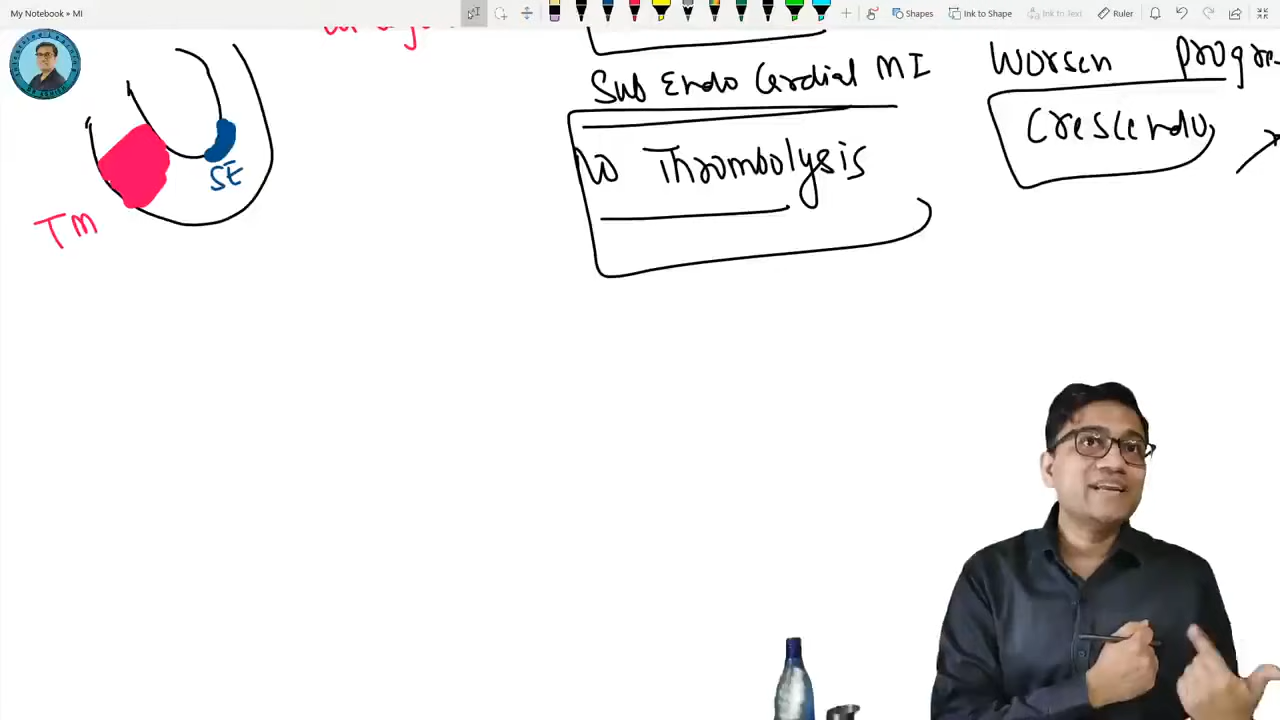 My Notebook » MI
Shapes
Ink to Shape
Ink to Text
Ruler
Sub Endo Cardial MI
No Thrombolysis
Worsen progre
Crescendo
SE
TM